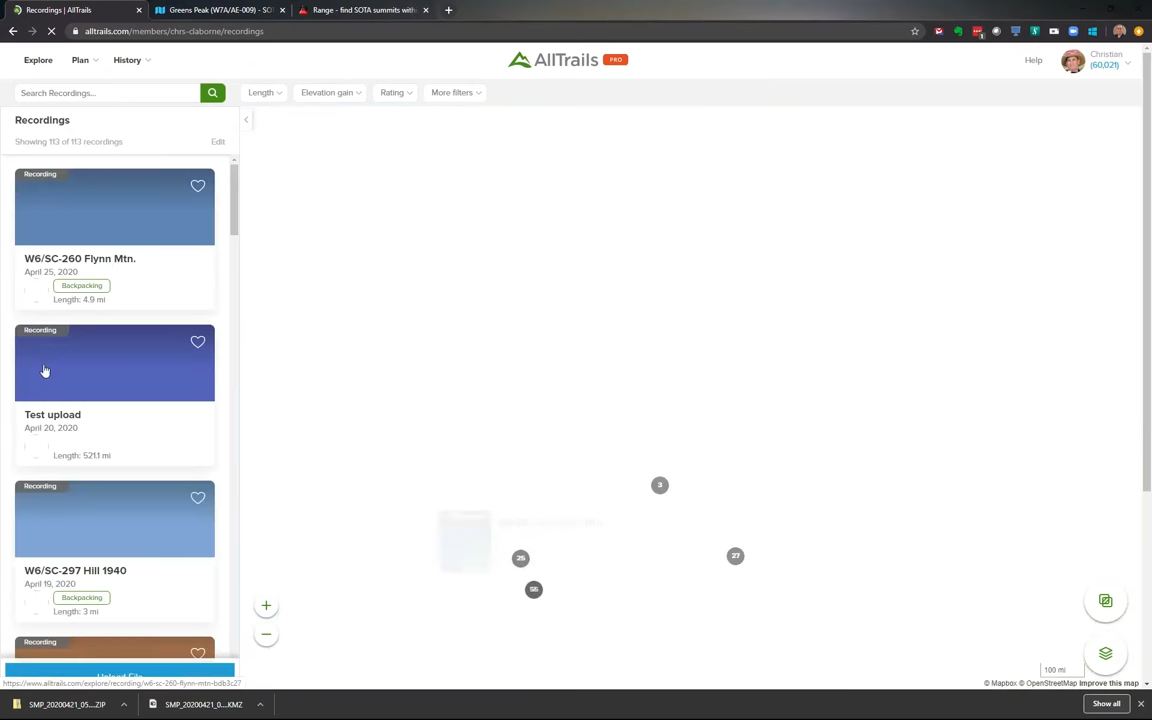 Recordings | AllTrails
Greens Peak (W7A/AE-009) - SO
Range - find SOTA summits with
alltrails.com/members/chrs-claborne/recordings
Explore
Plan
History
AllTrails
PRO
Help
Christian
(60,021)
Search Recordings...
Length
Elevation gain
Rating
More filters
Recordings
Showing 113 of 113 recordings
Edit
Recording
W6/SC-260 Flynn Mtn.
April 25, 2020
Backpacking
Length: 4.9 mi
Recording
Test upload
April 20, 2020
Length: 521.1 mi
Recording
W6/SC-297 Hill 1940
April 19, 2020
Backpacking
Length: 3 mi
Recording
Upload File
3
25
27
55
100 mi
© Mapbox © OpenStreetMap Improve this map
https://www.alltrails.com/explore/recording/w6-sc-260-flynn-mtn-bdb3c27
SMP_20200421_05....ZIP
SMP_20200421_0....KMZ
Show all